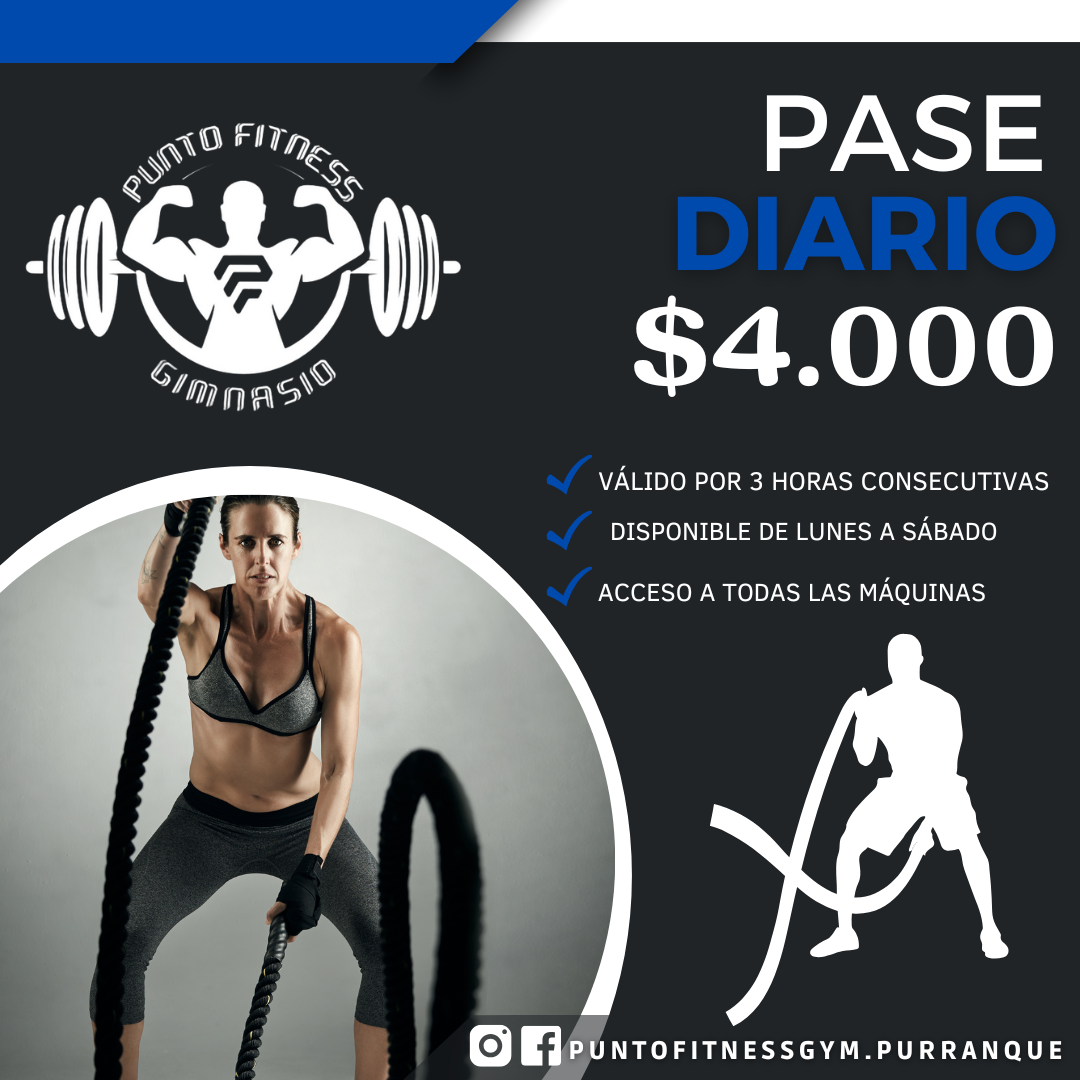 PUNTO FITNESS
GIMNASIO
PASE
DIARIO
$4.000
VÁLIDO POR 3 HORAS CONSECUTIVAS
DISPONIBLE DE LUNES A SÁBADO
ACCESO A TODAS LAS MÁQUINAS
PUNTOFITNESSGYM.PURRANQUE